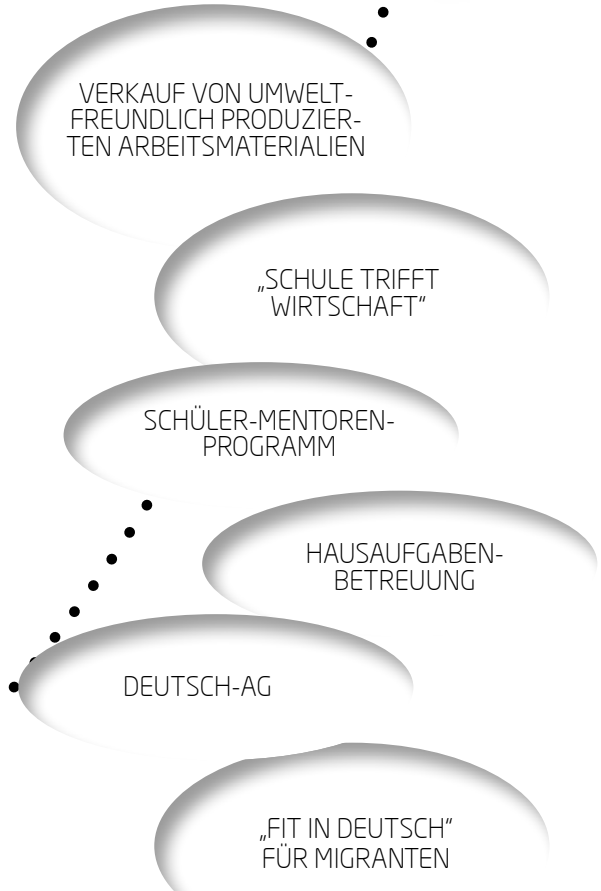 VERKAUF VON UMWELT-
FREUNDLICH PRODUZIER-
TEN ARBEITSMATERIALIEN
„SCHULE TRIFFT
WIRTSCHAFT“
SCHÜLER-MENTOREN-
PROGRAMM
HAUSAUFGABEN-
BETREUUNG
DEUTSCH-AG
„FIT IN DEUTSCH“
FÜR MIGRANTEN